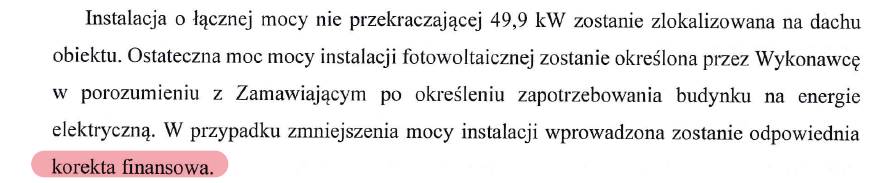 Instalacja o łącznej mocy nie przekraczającej 49,9 kW zostanie zlokalizowana na dachu
obiektu. Ostateczna moc mocy instalacji fotowoltaicznej zostanie określona przez Wykonawcę
w porozumieniu z Zamawiającym po określeniu zapotrzebowania budynku na energie
elektryczną. W przypadku zmniejszenia mocy instalacji wprowadzona zostanie odpowiednia
korekta finansowa.